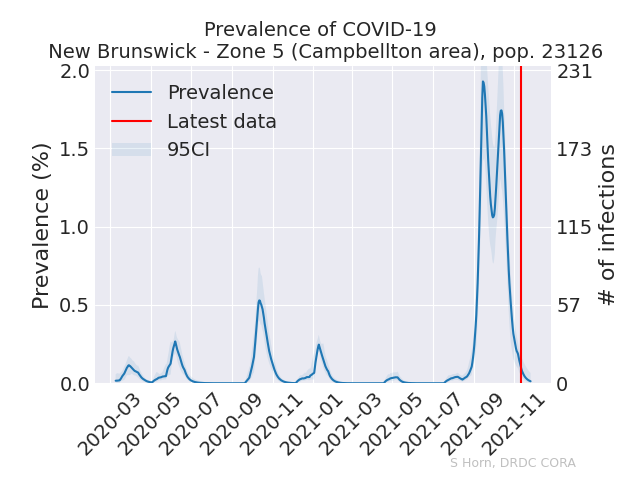 Prevalence of COVID-19
New Brunswick - Zone 5 (Campbellton area), pop. 23126
2.0
1.5
1.0
0.5
0.0
Prevalence (%)
Prevalence
Latest data
95CI
231
173
115
57
0
# of infections
2020-03
2020-05
2020-07
2020-09
2020-11
2021-01
2021-03
2021-05
2021-07
2021-09
2021-11
S Horn, DRDC CORA